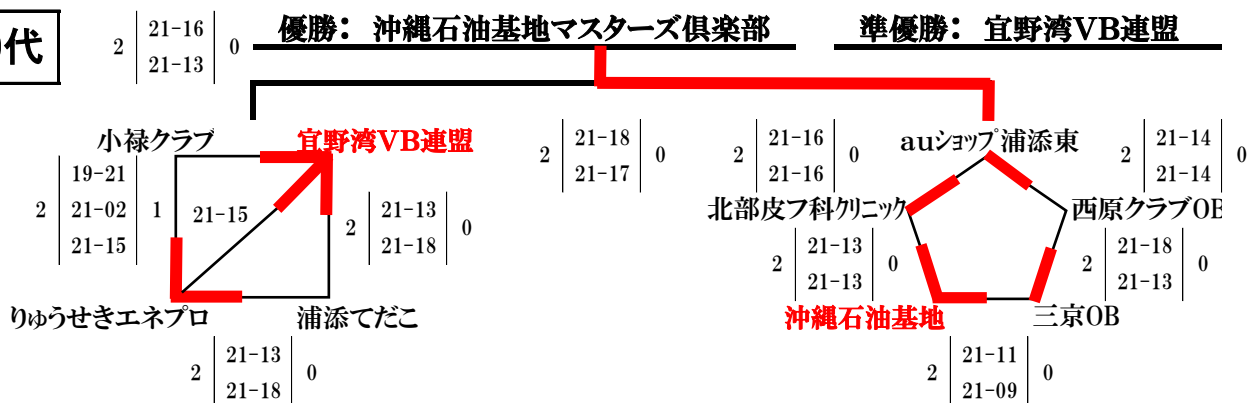 代
2 21-16 0
21-13
優勝: 沖縄石油基地マスターズ倶楽部
準優勝: 宜野湾VB連盟
小禄クラブ
宜野湾VB連盟
19-21
2 21-02 1
21-15
21-15
2 21-13 0
21-18
りゅうせきエネプロ
浦添てだこ
2 21-13 0
21-18
2 21-18 0
21-17
2 21-16 0
21-16
auショップ浦添東
2 21-14 0
21-14
北部皮フ科クリニック
西原クラブOB
2 21-13 0
21-13
2 21-18 0
21-13
沖縄石油基地
三京OB
2 21-11 0
21-09